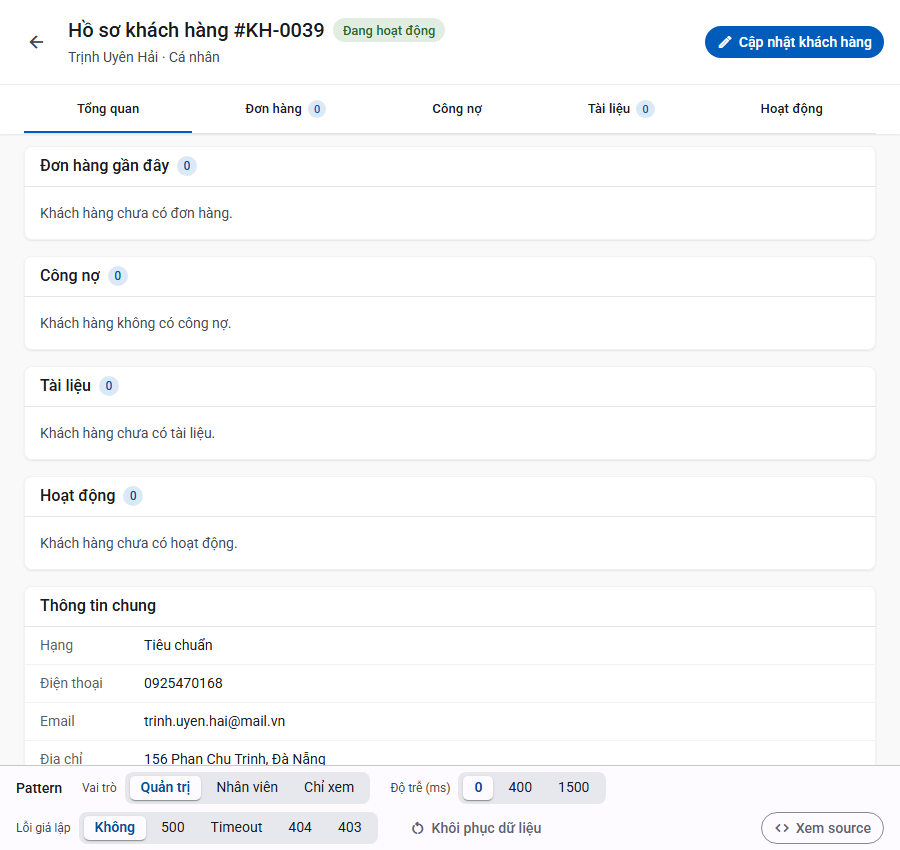 Hồ sơ khách hàng #KH-0039 Đang hoạt động
Trịnh Uyên Hải · Cá nhân
Cập nhật khách hàng
Tổng quan Đơn hàng 0 Công nợ Tài liệu 0 Hoạt động
Đơn hàng gần đây 0
Khách hàng chưa có đơn hàng.
Công nợ 0
Khách hàng không có công nợ.
Tài liệu 0
Khách hàng chưa có tài liệu.
Hoạt động 0
Khách hàng chưa có hoạt động.
Thông tin chung
Hạng Tiêu chuẩn
Điện thoại 0925470168
Email trinh.uyen.hai@mail.vn
Địa chỉ 156 Phan Chu Trinh, Đà Nẵng
Pattern Vai trò Quản trị Nhân viên Chỉ xem Độ trễ (ms) 0 400 1500
Lỗi giả lập Không 500 Timeout 404 403 Khôi phục dữ liệu Xem source